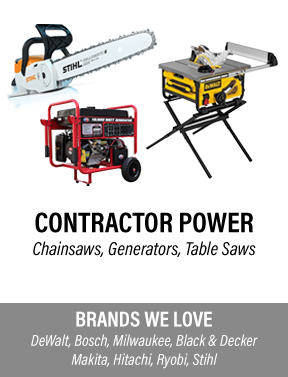 STIHL
DEWALT
CONTRACTOR POWER
Chainsaws, Generators, Table Saws
BRANDS WE LOVE
DeWalt, Bosch, Milwaukee, Black & Decker
Makita, Hitachi, Ryobi, Stihl